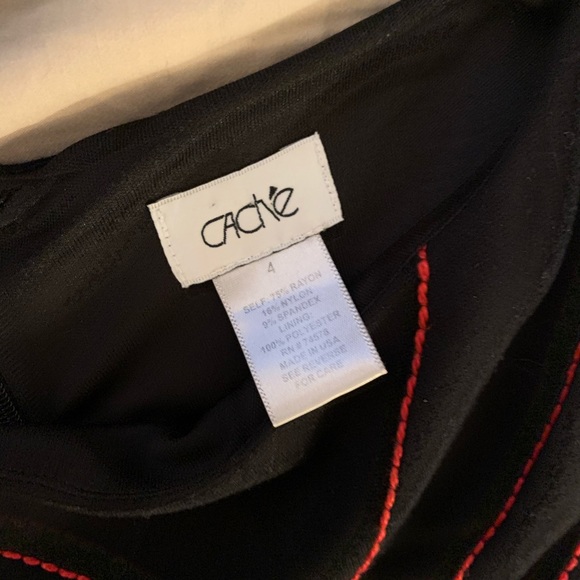 CACHÉ
4
SELF: 75% RAYON
16% NYLON
9% SPANDEX
LINING:
100% POLYESTER
RN # 74579
MADE IN USA
SEE REVERSE
FOR CARE